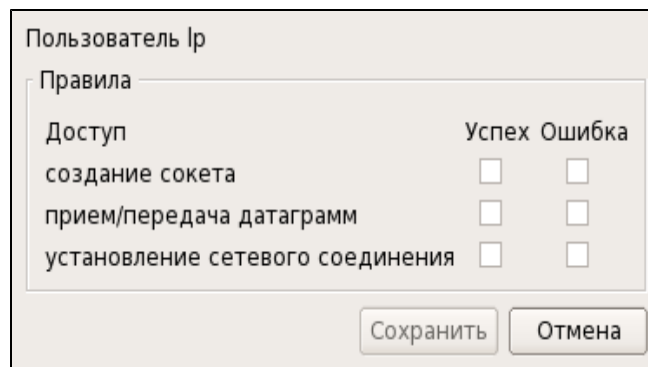 Пользователь lp
Правила
Доступ Успех Ошибка
создание сокета
прием/передача датаграмм
установление сетевого соединения
Сохранить Отмена